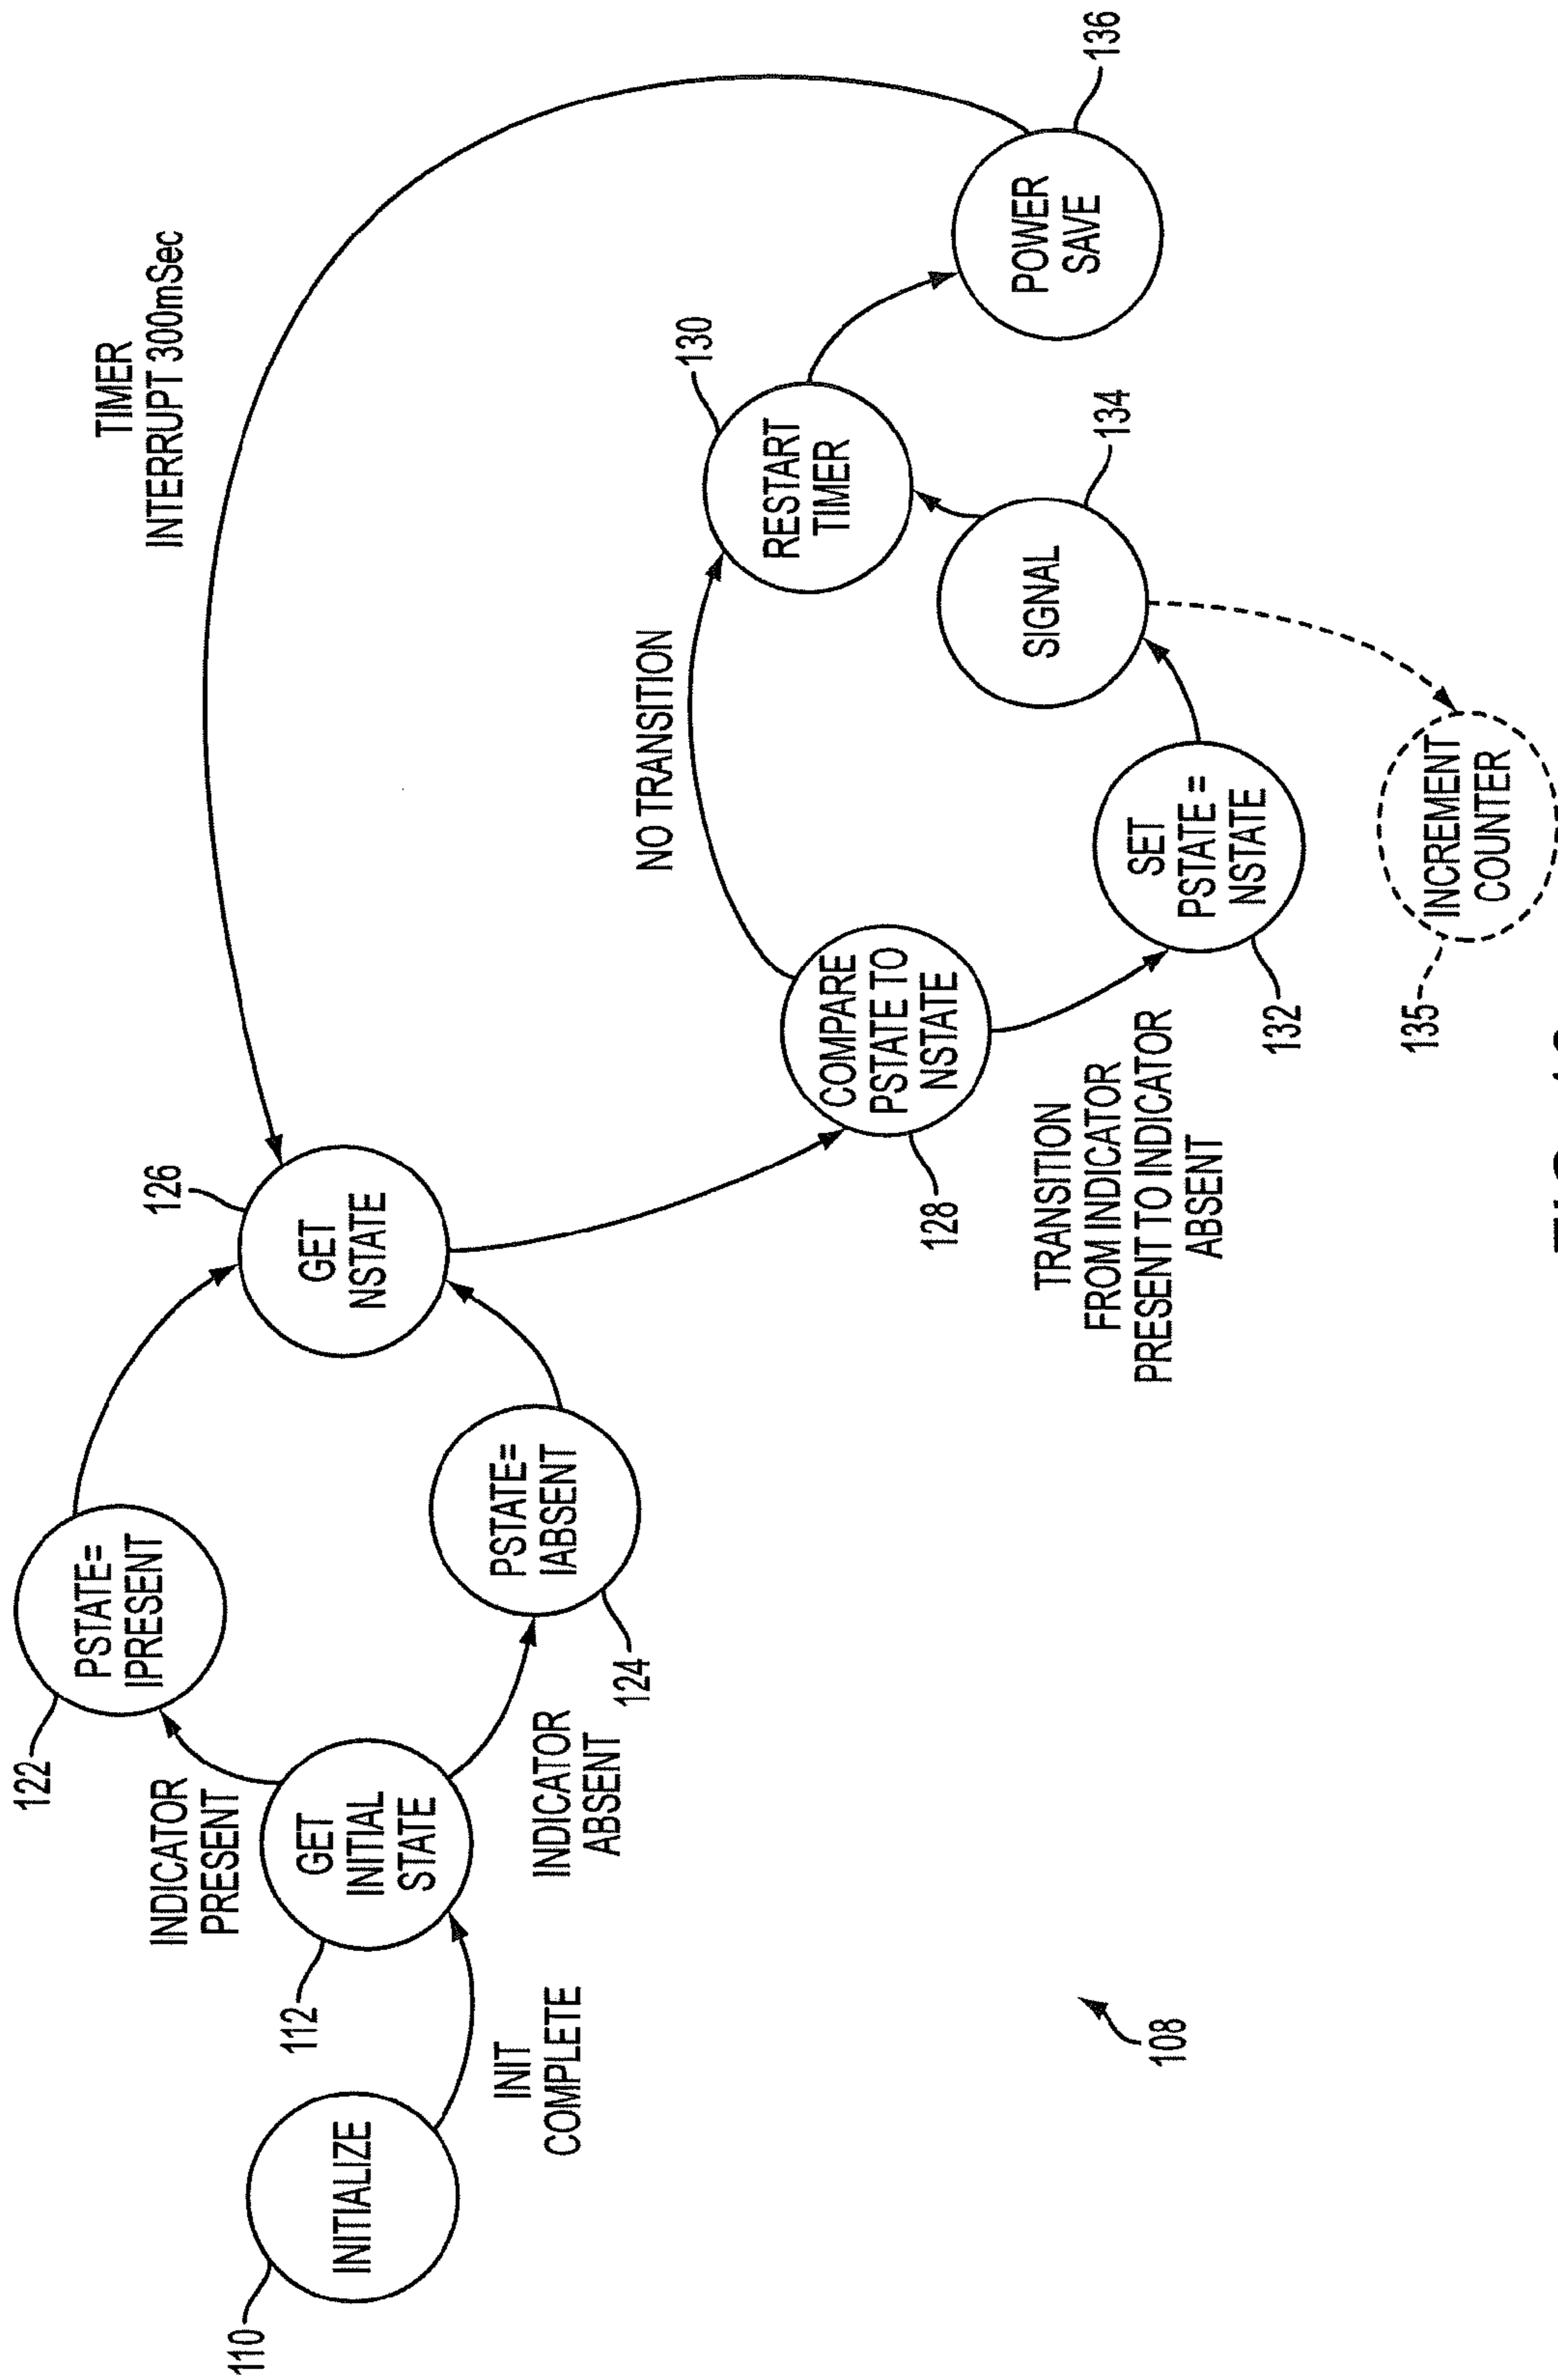 110
INITIALIZE
INIT
COMPLETE
112
GET
INITIAL
STATE
INDICATOR
PRESENT
INDICATOR
ABSENT
122
PSTATE=
IPRESENT
124
PSTATE=
IABSENT
126
GET
NSTATE
TIMER
INTERRUPT 300mSec
128
COMPARE
PSTATE TO
NSTATE
NO TRANSITION
TRANSITION
FROM INDICATOR
PRESENT TO INDICATOR
ABSENT
130
RESTART
TIMER
132
SET
PSTATE =
NSTATE
134
SIGNAL
135
INCREMENT
COUNTER
136
POWER
SAVE
108